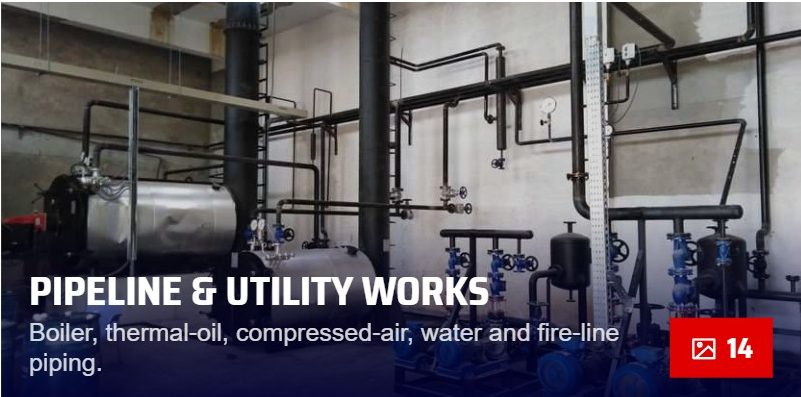 PIPELINE & UTILITY WORKS
Boiler, thermal-oil, compressed-air, water and fire-line
piping.
14